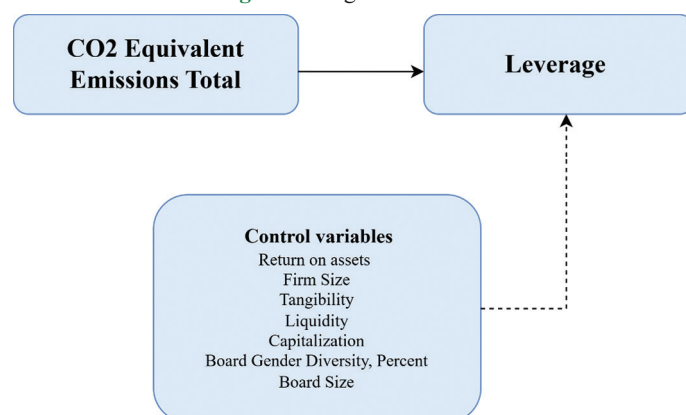 CO2 Equivalent
Emissions Total
Leverage
Control variables
Return on assets
Firm Size
Tangibility
Liquidity
Capitalization
Board Gender Diversity, Percent
Board Size